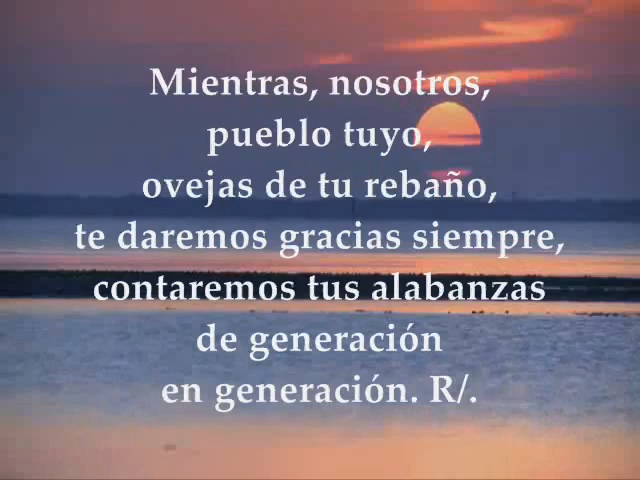 Mientras, nosotros,
pueblo tuyo,
ovejas de tu rebaño,
te daremos gracias siempre,
contaremos tus alabanzas
de generación
en generación. R/.